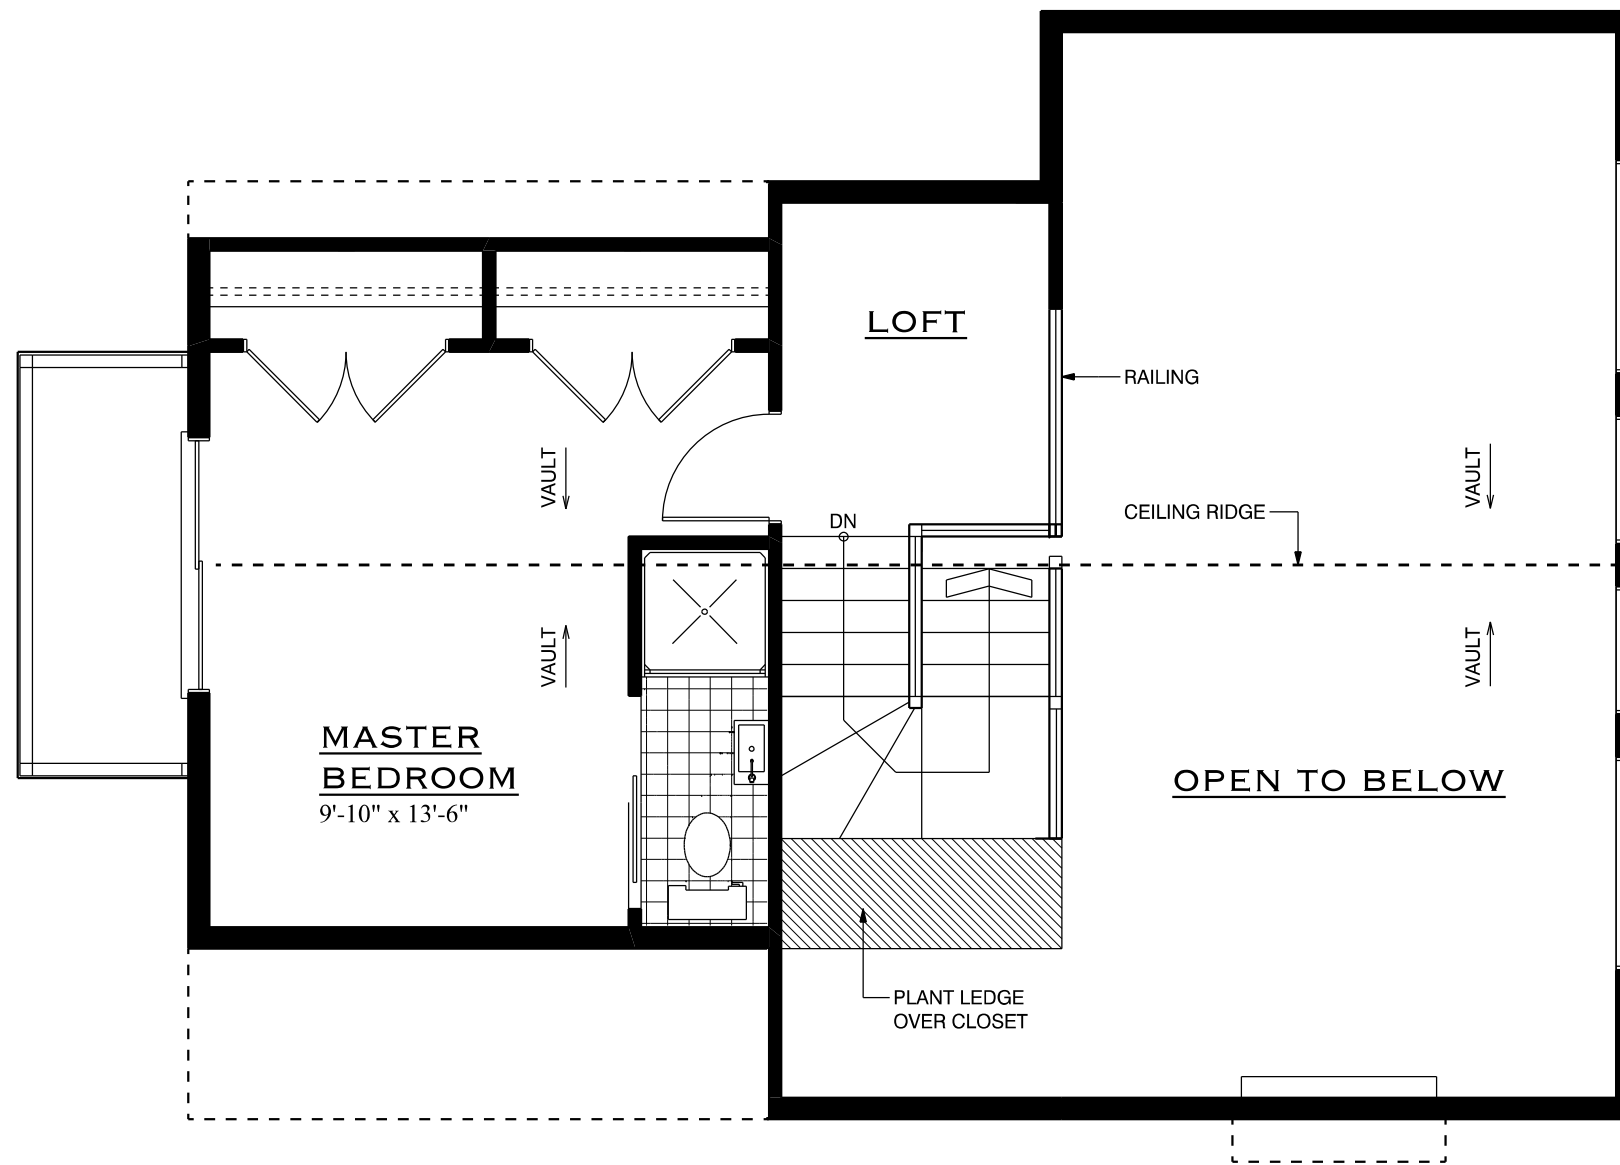 LOFT
RAILING
VAULT
VAULT
CEILING RIDGE
DN
VAULT
VAULT
MASTER
BEDROOM
9'-10" x 13'-6"
OPEN TO BELOW
PLANT LEDGE
OVER CLOSET